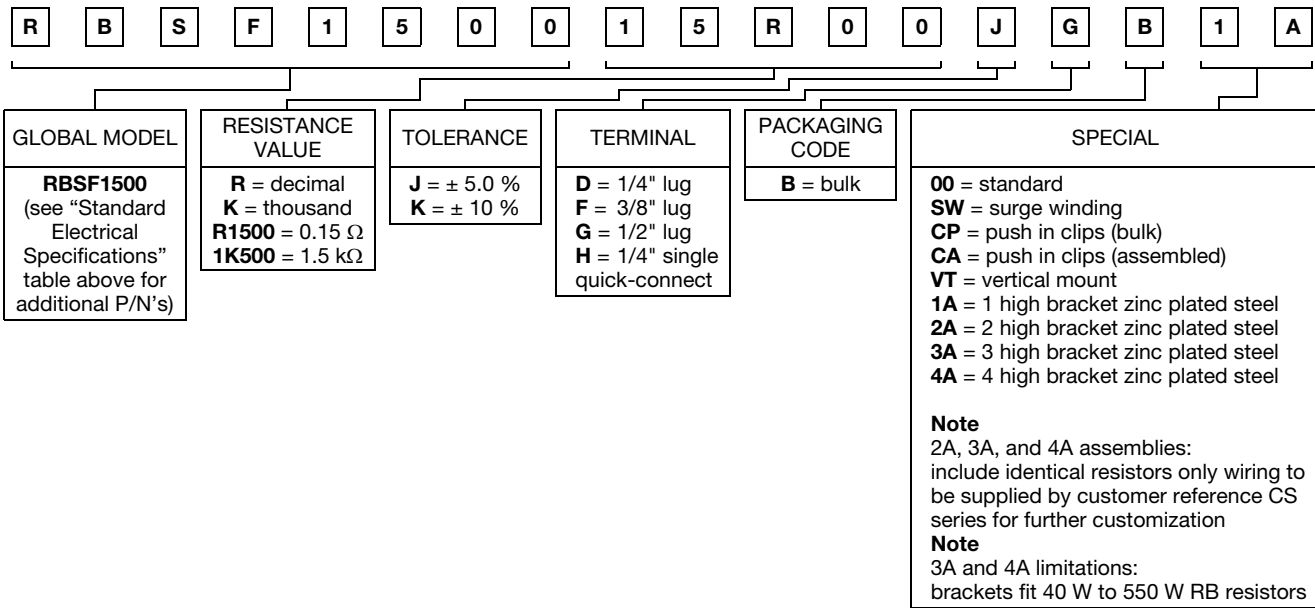 R B S F 1 5 0 0 1 5 R 0 0 J G B 1 A
GLOBAL MODEL
RBSF1500
(see “Standard
Electrical
Specifications”
table above for
additional P/N’s)
RESISTANCE
VALUE
R = decimal
K = thousand
R1500 = 0.15 Ω
1K500 = 1.5 kΩ
TOLERANCE
J = ± 5.0 %
K = ± 10 %
TERMINAL
D = 1/4" lug
F = 3/8" lug
G = 1/2" lug
H = 1/4" single
quick-connect
PACKAGING
CODE
B = bulk
SPECIAL
00 = standard
SW = surge winding
CP = push in clips (bulk)
CA = push in clips (assembled)
VT = vertical mount
1A = 1 high bracket zinc plated steel
2A = 2 high bracket zinc plated steel
3A = 3 high bracket zinc plated steel
4A = 4 high bracket zinc plated steel
Note
2A, 3A, and 4A assemblies:
include identical resistors only wiring to
be supplied by customer reference CS
series for further customization
Note
3A and 4A limitations:
brackets fit 40 W to 550 W RB resistors